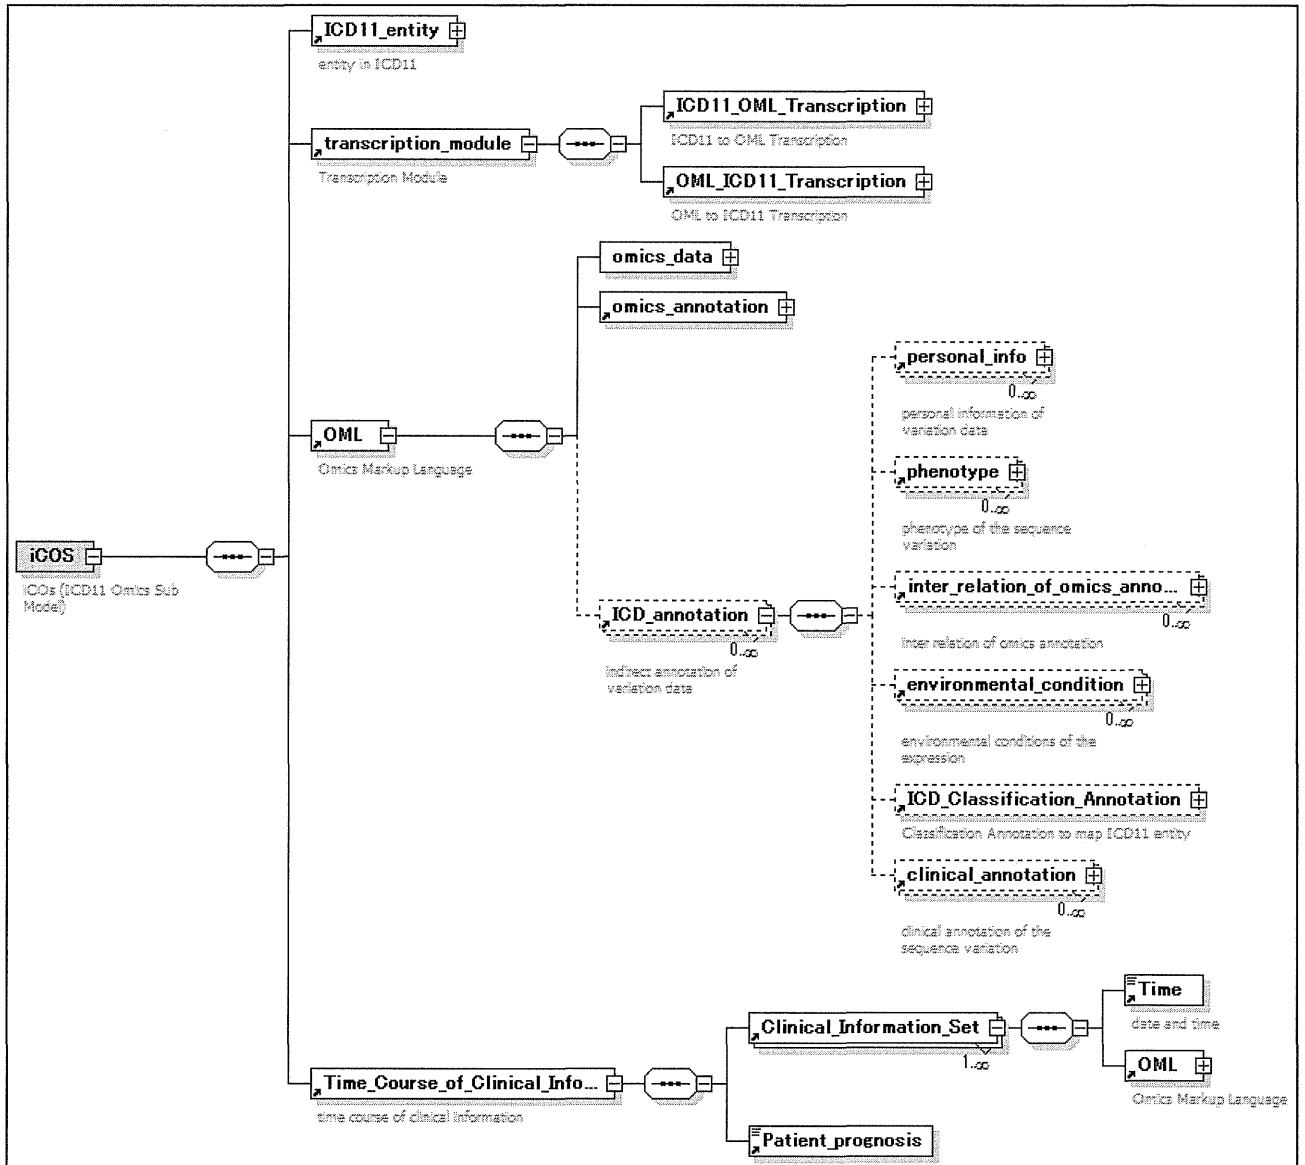 ICD11_entity
entity in ICD11
transcription_module
Transcription Module
ICD11_OML_Transcription
ICD11 to OML Transcription
OML_ICD11_Transcription
OML to ICD11 Transcription
omics_data
omics_annotation
OML
Omics Markup Language
personal_info
0..∞
personal information of
variation data
phenotype
0..∞
phenotype of the sequence
variation
iCOS
iCOs (ICD11 Omics Sub
Model)
ICD_annotation
0..∞
indirect annotation of
variation data
inter_relation_of_omics_anno...
0..∞
inter relation of omics annotation
environmental_condition
0..∞
environmental conditions of the
expression
ICD_Classification_Annotation
Classification Annotation to map ICD11 entity
clinical_annotation
0..∞
clinical annotation of the
sequence variation
Time_Course_of_Clinical_Info...
time course of clinical information
Clinical_Information_Set
1..∞
Time
date and time
OML
Omics Markup Language
Patient_prognosis